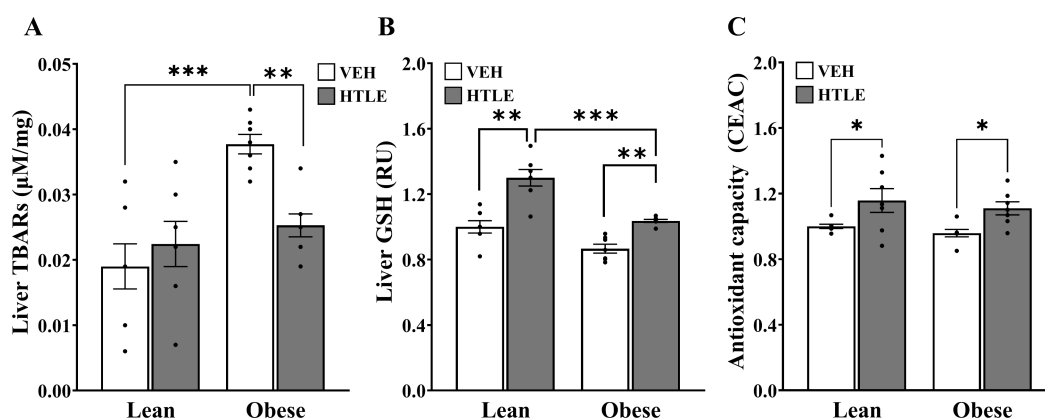 A
Liver TBARs (μM/mg)
0.05
0.04
0.03
0.02
0.01
0.00
***
**
VEH
HTLE
Lean Obese
B
Liver GSH (RU)
2.0
1.6
1.2
0.8
0.4
0.0
VEH
HTLE
**
***
**
Lean Obese
C
Antioxidant capacity (CEAC)
2.0
1.6
1.2
0.8
0.4
0.0
VEH
HTLE
*
*
Lean Obese